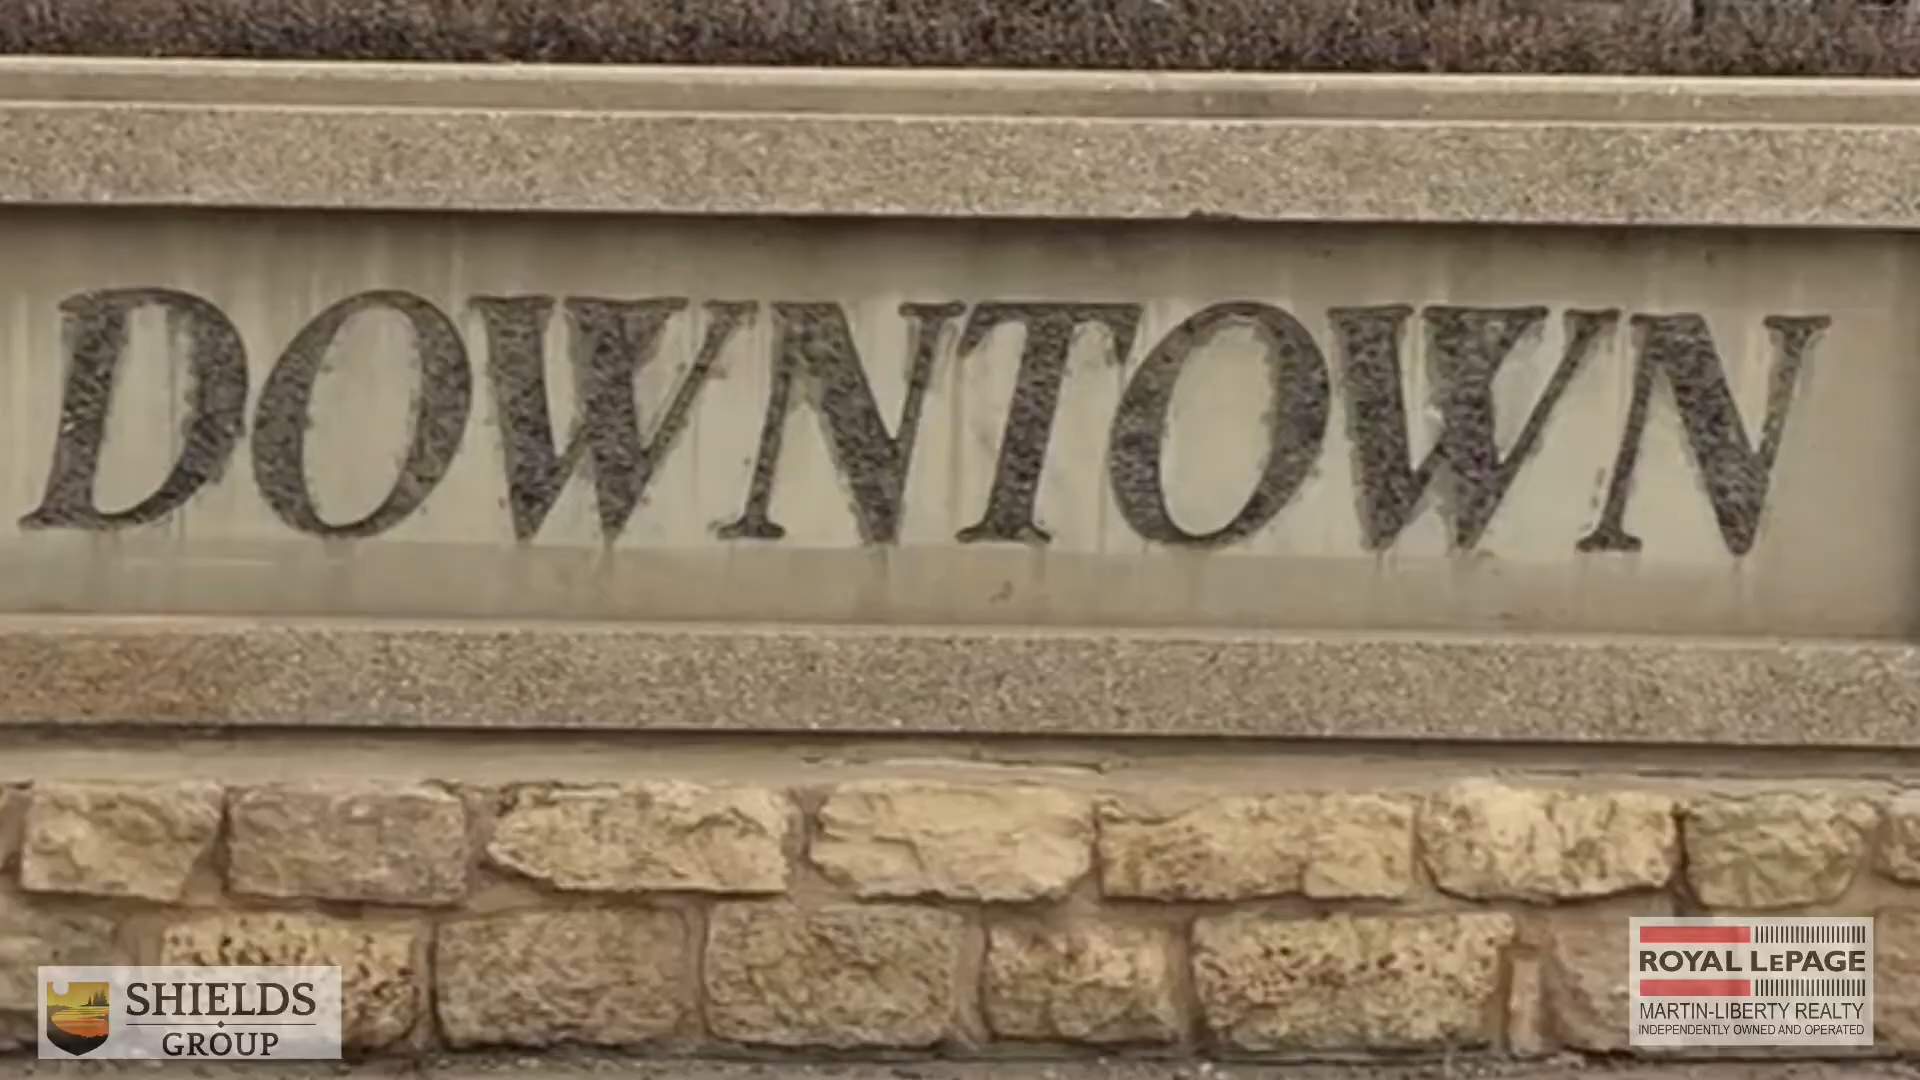 DOWNTOWN
SHIELDS
GROUP
ROYAL LEPAGE
MARTIN-LIBERTY REALTY
INDEPENDENTLY OWNED AND OPERATED